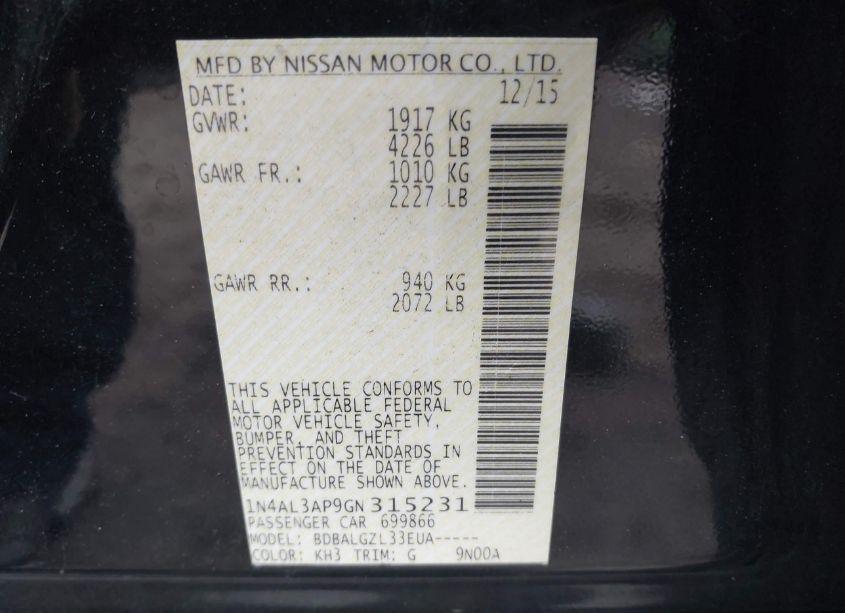 MFD BY NISSAN MOTOR CO., LTD.
DATE: 12/15
GVWR: 1917 KG
4226 LB
GAWR FR.: 1010 KG
2227 LB
GAWR RR.: 940 KG
2072 LB
THIS VEHICLE CONFORMS TO
ALL APPLICABLE FEDERAL
MOTOR VEHICLE SAFETY,
BUMPER, AND THEFT
PREVENTION STANDARDS IN
EFFECT ON THE DATE OF
MANUFACTURE SHOWN ABOVE.
1N4AL3AP9GN315231
PASSENGER CAR 699866
MODEL: BDBALGZL33EUA-----
COLOR: KH3 TRIM: G 9N00A